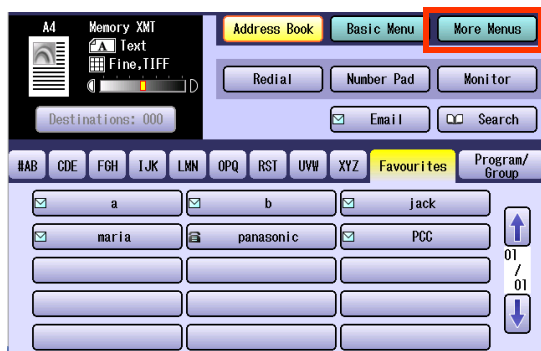 A4 Memory XMT Address Book Basic Menu More Menus
A Text
Fine,TIFF
D Redial Number Pad Monitor
Destinations: 000 Email Search
#AB CDE FGH IJK LMN OPQ RST UVW XYZ Favourites Program/
Group
a b jack
maria panasonic PCC
01
/
01